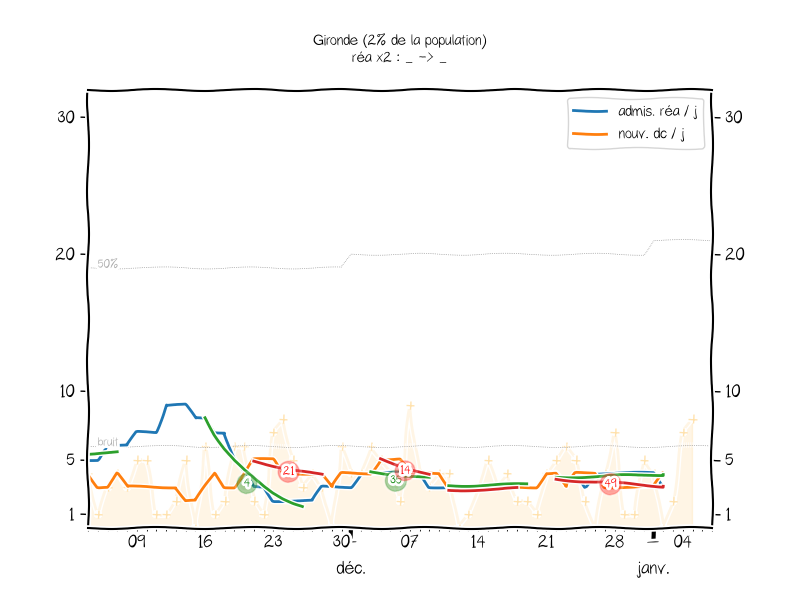 Gironde (2% de la population)
réa x2 : _ -> _
admis. réa / j
nouv. dc / j
30
30
20
20
50%
10
10
bruit
5
5
21
14
4
35
49
1
1
09 16 23 30 07 14 21 28 04
déc. janv.